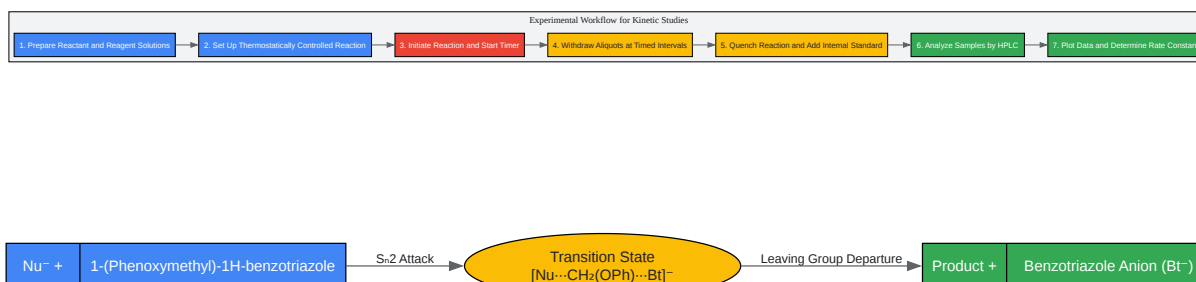 Experimental Workflow for Kinetic Studies
1. Prepare Reactant and Reagent Solutions
2. Set Up Thermostatically Controlled Reaction
3. Initiate Reaction and Start Timer
4. Withdraw Aliquots at Timed Intervals
5. Quench Reaction and Add Internal Standard
6. Analyze Samples by HPLC
7. Plot Data and Determine Rate Constant
Nu⁻ +
1-(Phenoxymethyl)-1H-benzotriazole
Sₙ2 Attack
Transition State
[Nu···CH₂(OPh)···Bt]⁻
Leaving Group Departure
Product +
Benzotriazole Anion (Bt⁻)